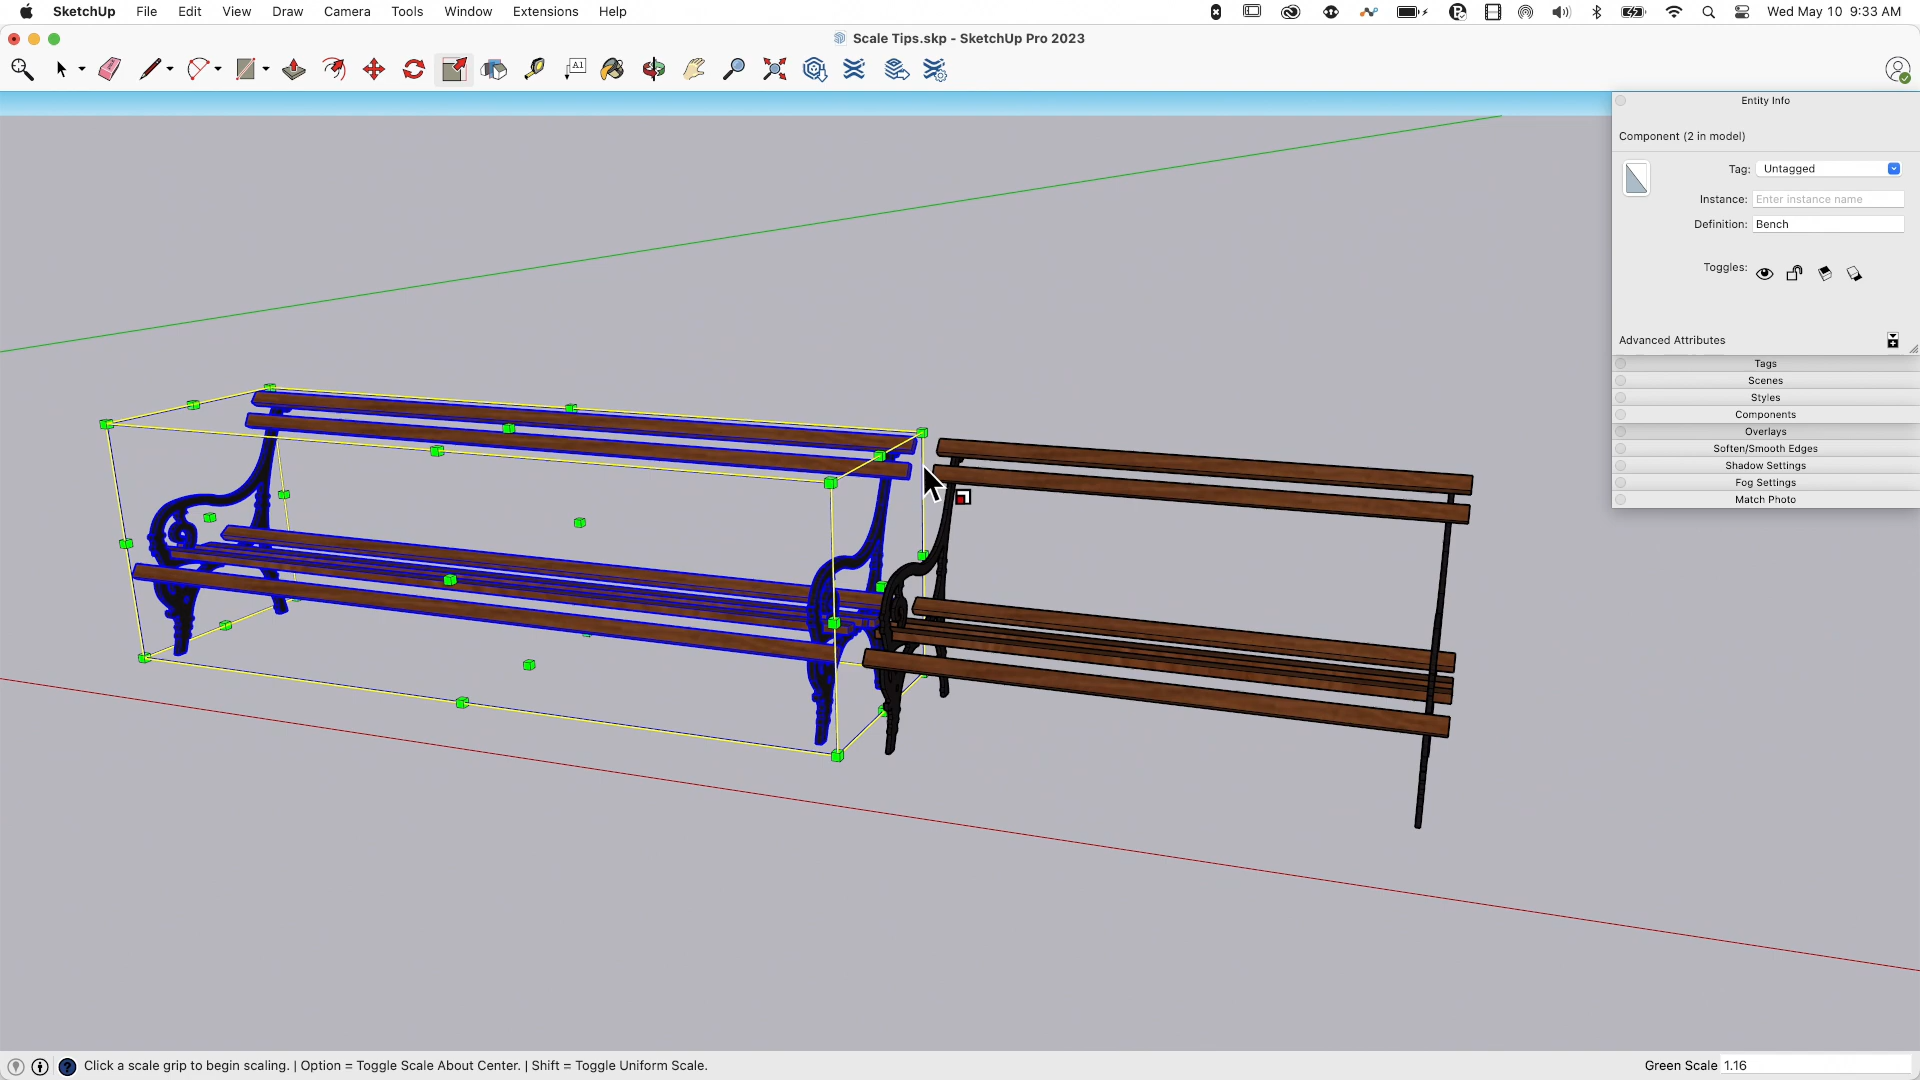 SketchUp File Edit View Draw Camera Tools Window Extensions Help Wed May 10 9:33 AM
Scale Tips.skp - SketchUp Pro 2023
A1
Entity Info
Component (2 in model)
Tag: Untagged
Instance: Enter instance name
Definition: Bench
Toggles:
Advanced Attributes
Tags
Scenes
Styles
Components
Overlays
Soften/Smooth Edges
Shadow Settings
Fog Settings
Match Photo
Click a scale grip to begin scaling. | Option = Toggle Scale About Center. | Shift = Toggle Uniform Scale. Green Scale 1.16